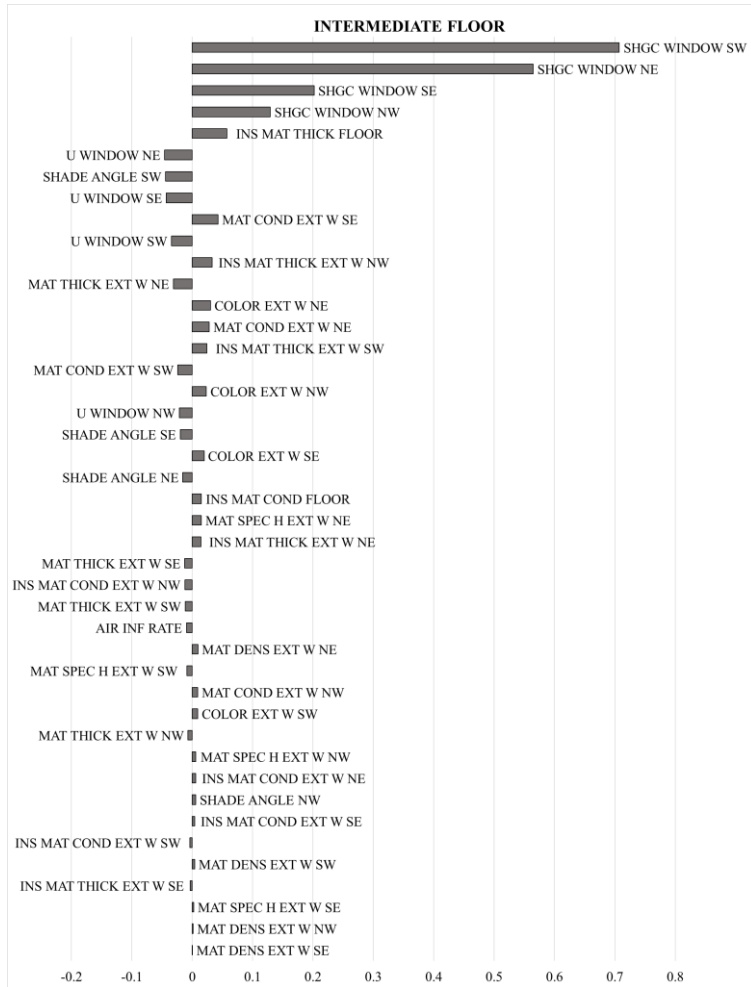 INTERMEDIATE FLOOR
SHGC WINDOW SW
SHGC WINDOW NE
SHGC WINDOW SE
SHGC WINDOW NW
INS MAT THICK FLOOR
U WINDOW NE
SHADE ANGLE SW
U WINDOW SE
MAT COND EXT W SE
U WINDOW SW
INS MAT THICK EXT W NW
MAT THICK EXT W NE
COLOR EXT W NE
MAT COND EXT W NE
INS MAT THICK EXT W SW
MAT COND EXT W SW
COLOR EXT W NW
U WINDOW NW
SHADE ANGLE SE
COLOR EXT W SE
SHADE ANGLE NE
INS MAT COND FLOOR
MAT SPEC H EXT W NE
INS MAT THICK EXT W NE
MAT THICK EXT W SE
INS MAT COND EXT W NW
MAT THICK EXT W SW
AIR INF RATE
MAT DENS EXT W NE
MAT SPEC H EXT W SW
MAT COND EXT W NW
COLOR EXT W SW
MAT THICK EXT W NW
MAT SPEC H EXT W NW
INS MAT COND EXT W NE
SHADE ANGLE NW
INS MAT COND EXT W SE
INS MAT COND EXT W SW
MAT DENS EXT W SW
INS MAT THICK EXT W SE
MAT SPEC H EXT W SE
MAT DENS EXT W NW
MAT DENS EXT W SE
-0.2 -0.1 0 0.1 0.2 0.3 0.4 0.5 0.6 0.7 0.8